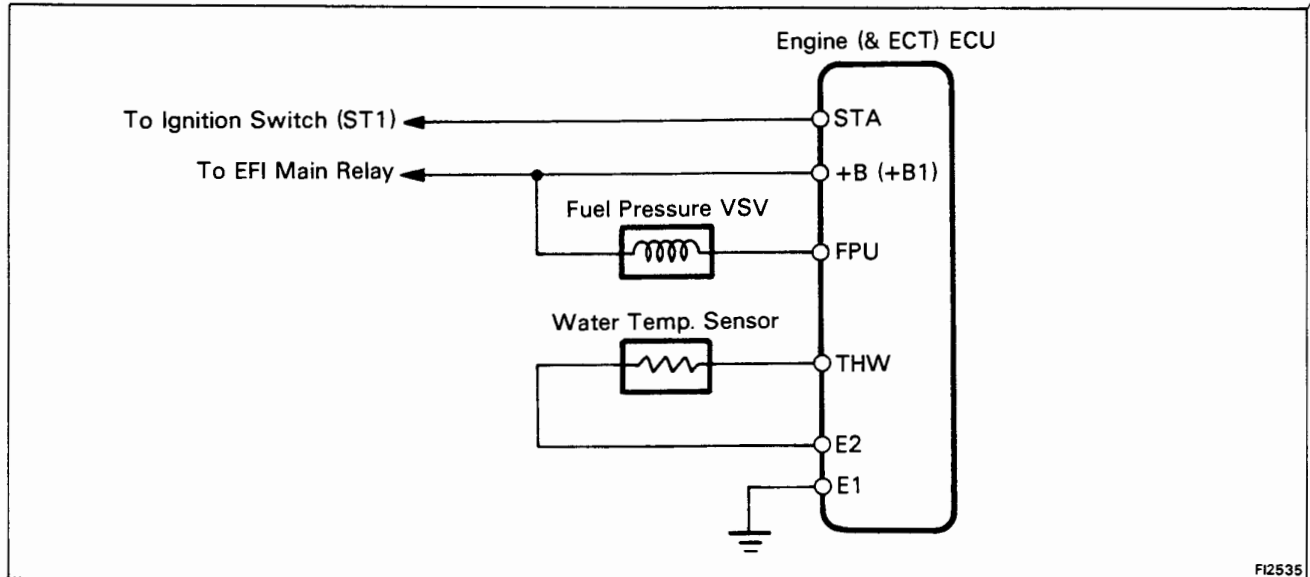 Engine (& ECT) ECU
To Ignition Switch (ST1)
STA
To EFI Main Relay
+B (+B1)
Fuel Pressure VSV
FPU
Water Temp. Sensor
THW
E2
E1
FI2535